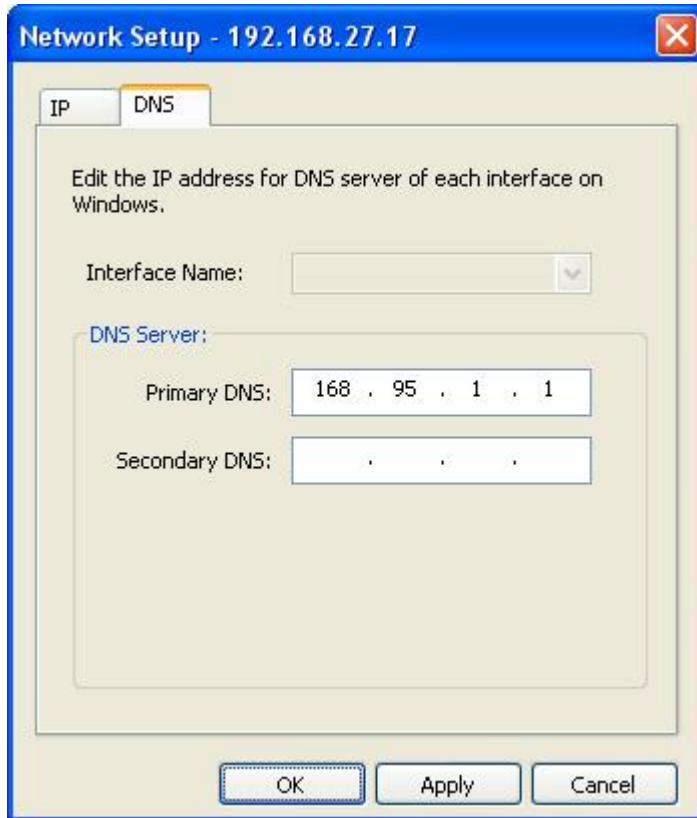 Network Setup - 192.168.27.17
IP DNS
Edit the IP address for DNS server of each interface on
Windows.
Interface Name:
DNS Server:
Primary DNS: 168 . 95 . 1 . 1
Secondary DNS: . . .
OK Apply Cancel